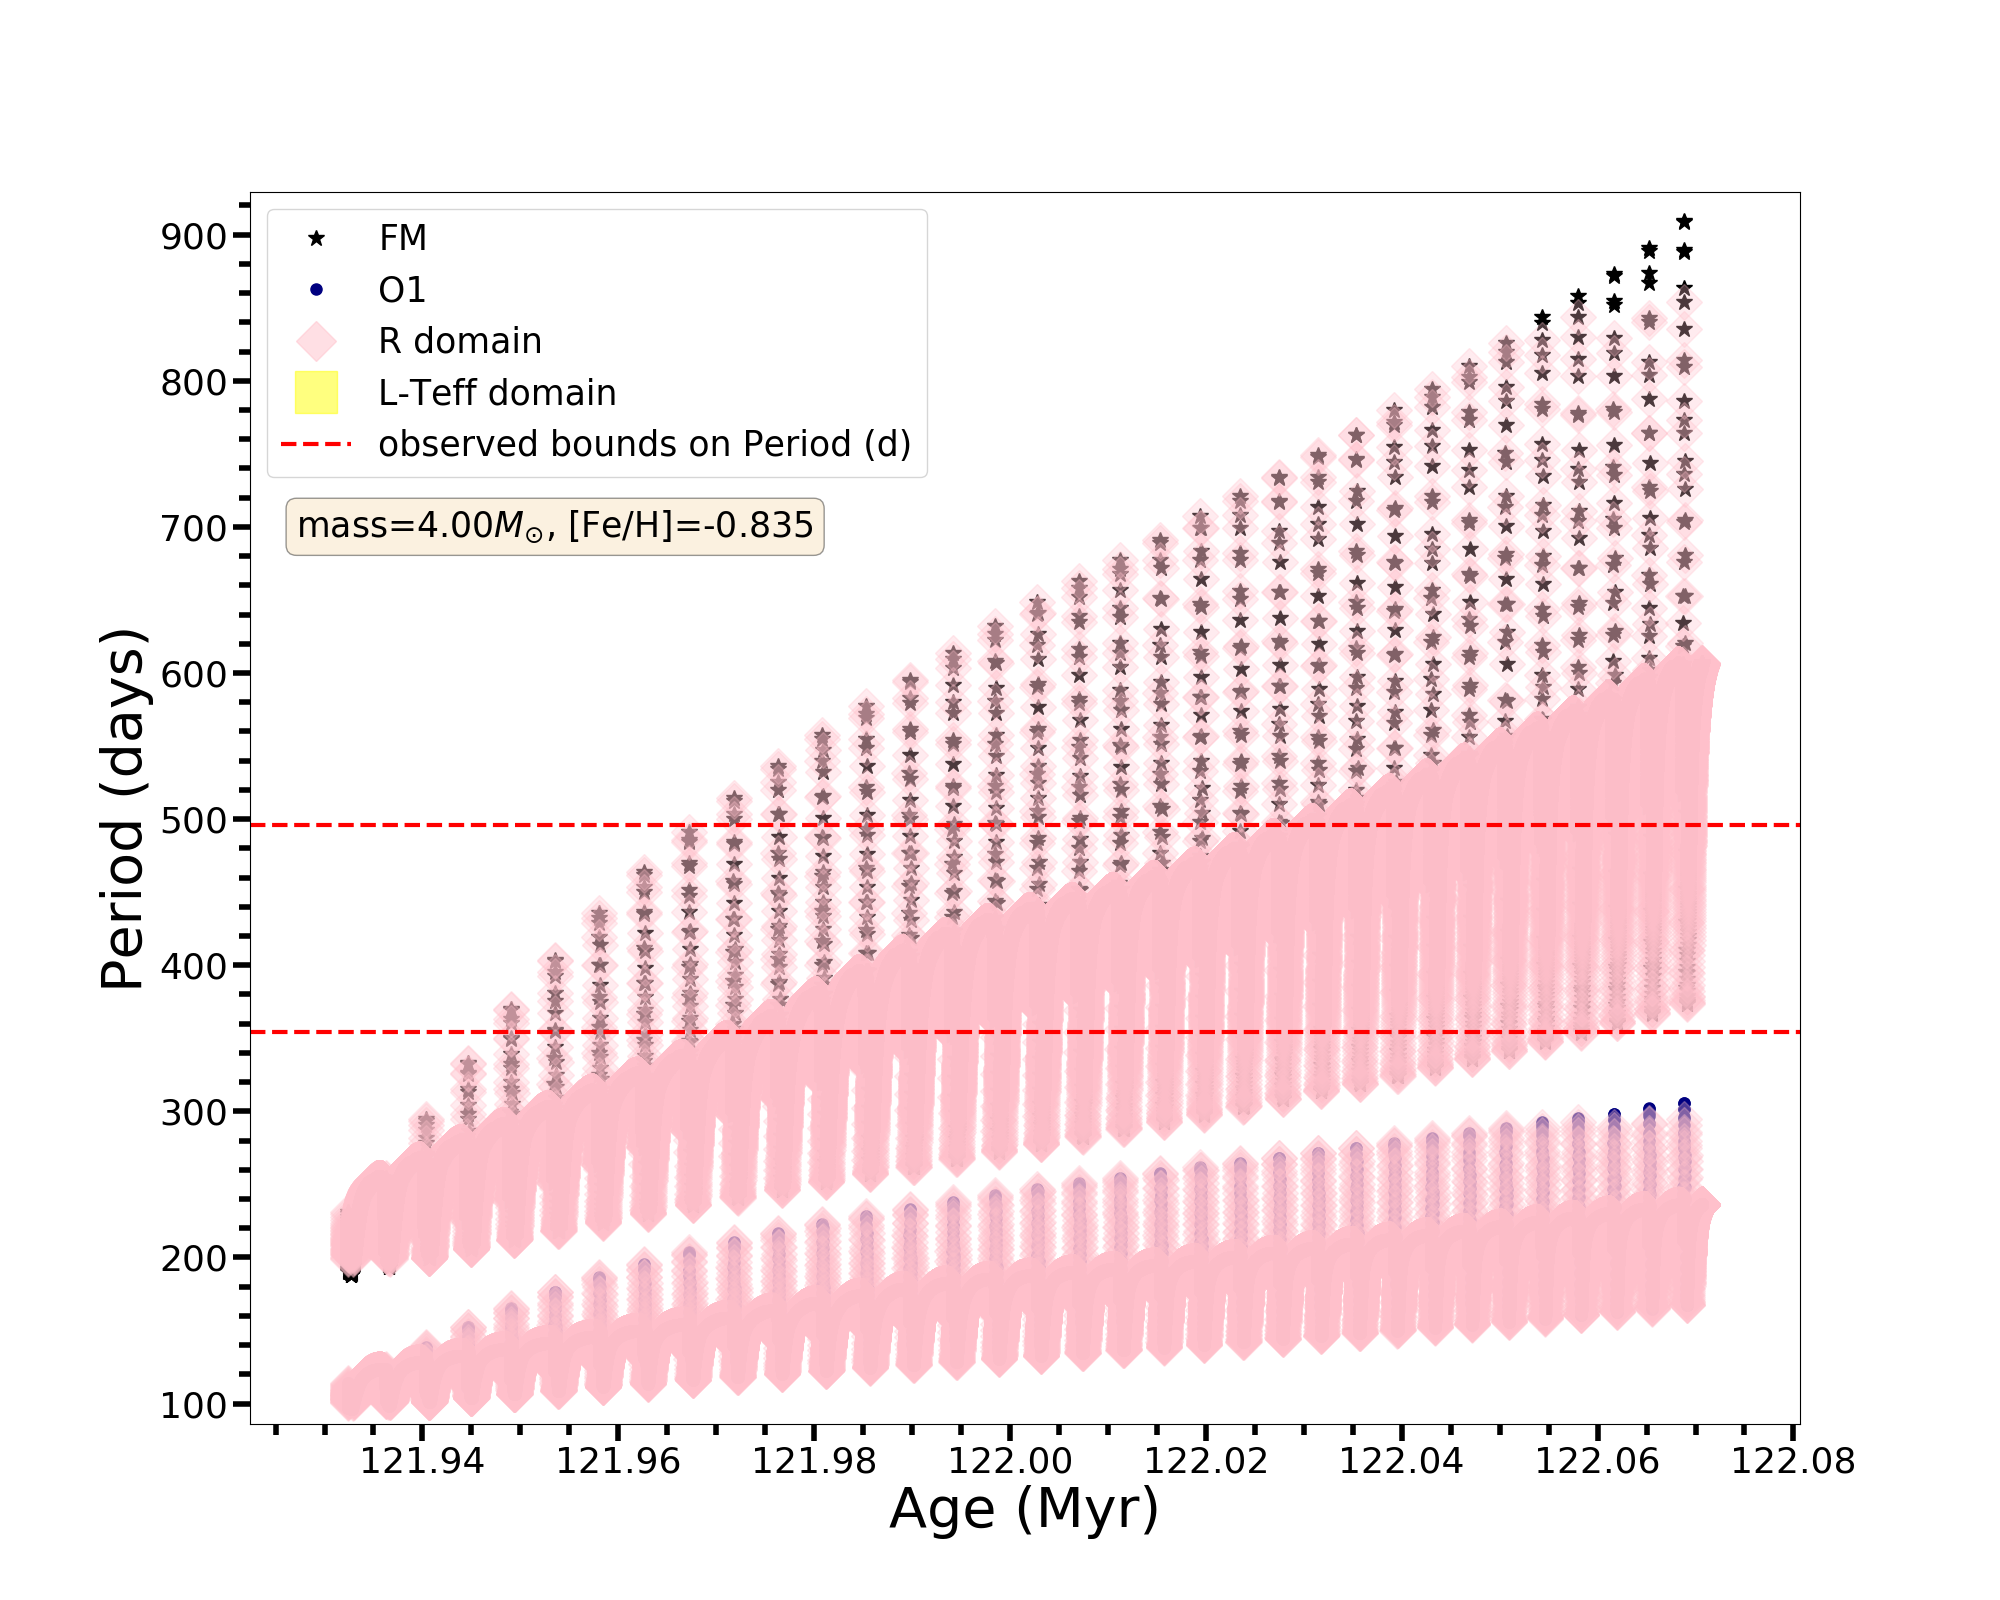 FM
O1
R domain
L-Teff domain
observed bounds on Period (d)
mass=4.00M⊙, [Fe/H]=-0.835
Period (days)
900
800
700
600
500
400
300
200
100
121.94 121.96 121.98 122.00 122.02 122.04 122.06 122.08
Age (Myr)